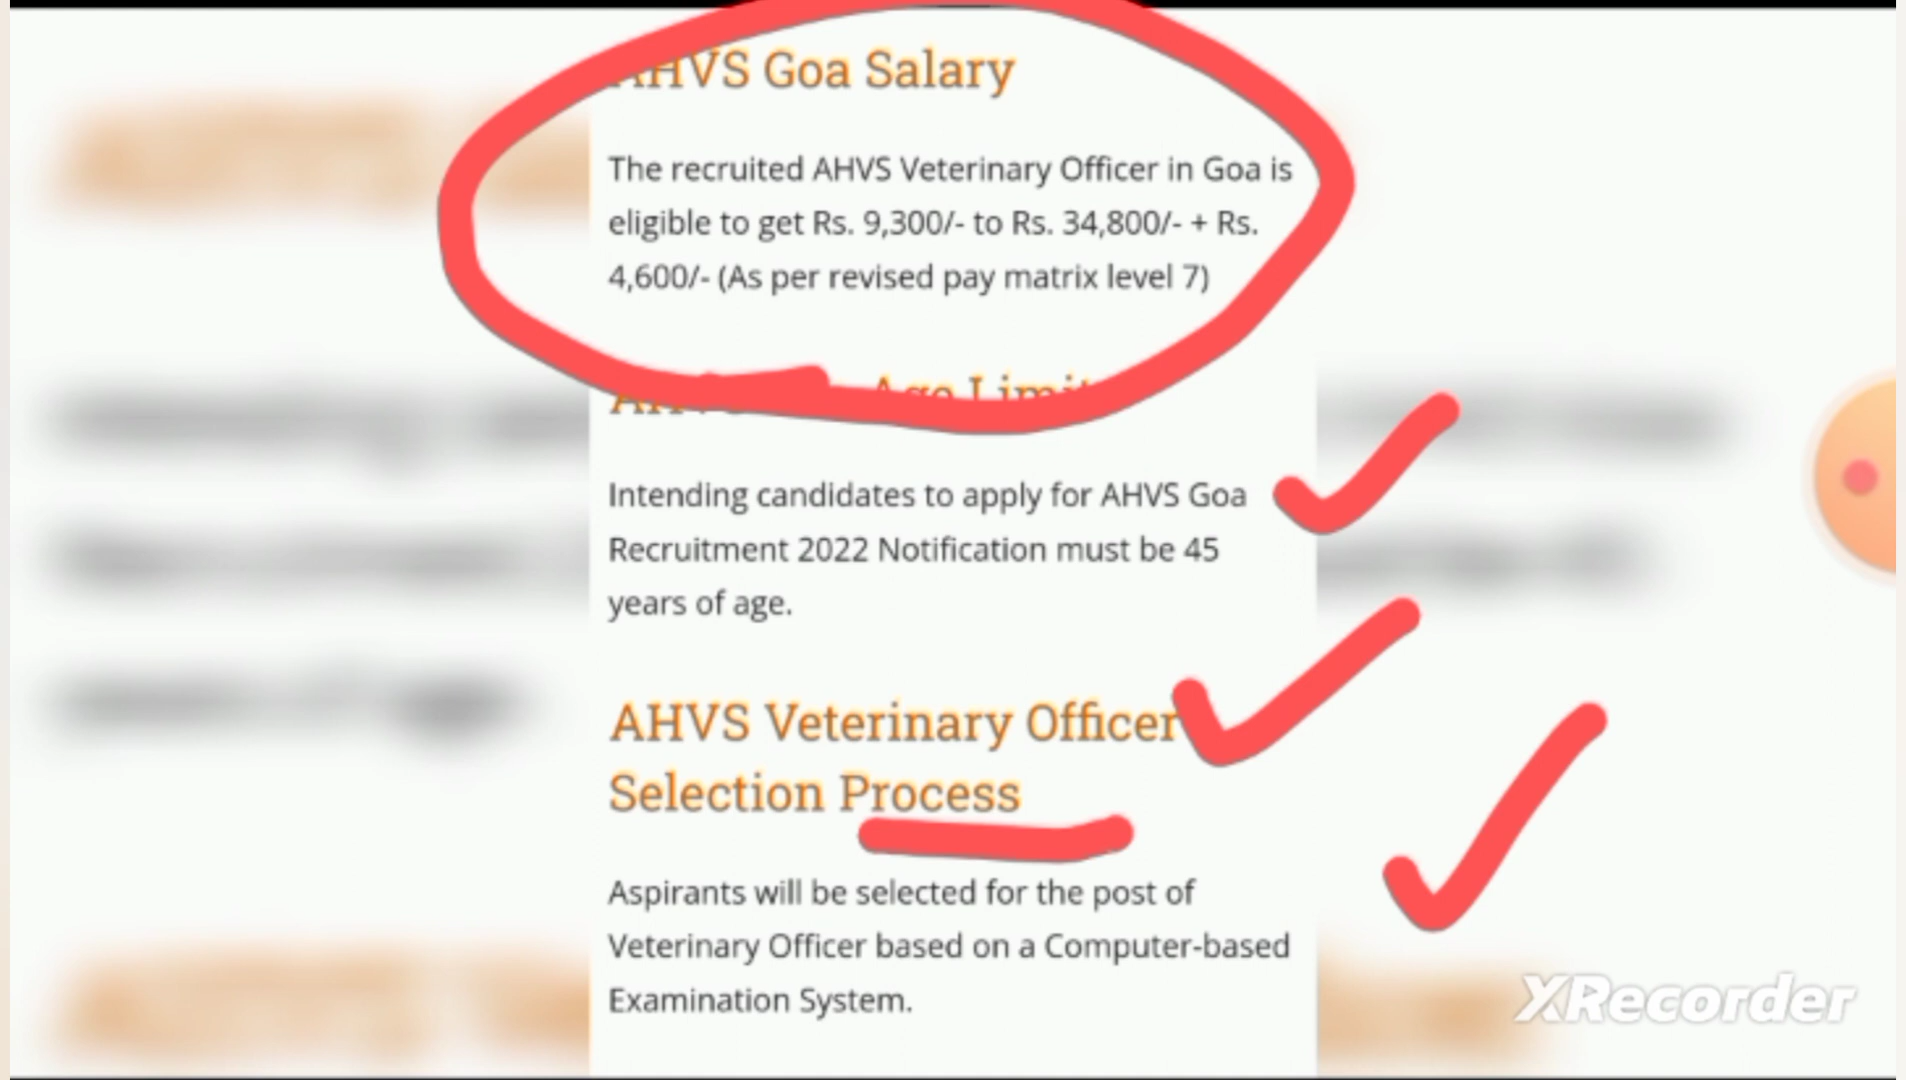 AHVS Goa Salary
The recruited AHVS Veterinary Officer in Goa is
eligible to get Rs. 9,300/- to Rs. 34,800/- + Rs.
4,600/- (As per revised pay matrix level 7)
AHVS Age Limit
Intending candidates to apply for AHVS Goa
Recruitment 2022 Notification must be 45
years of age.
AHVS Veterinary Officer
Selection Process
Aspirants will be selected for the post of
Veterinary Officer based on a Computer-based
Examination System.
XRecorder